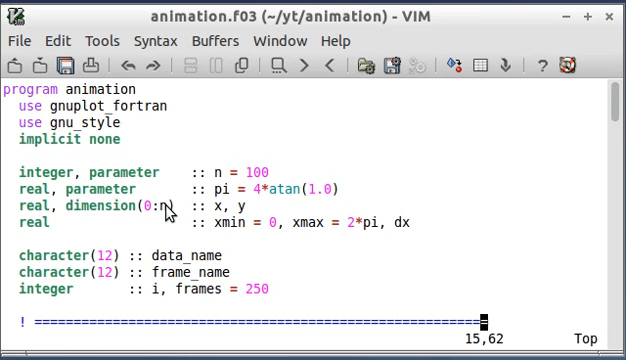 animation.f03 (~/yt/animation) - VIM
File Edit Tools Syntax Buffers Window Help
program animation
  use gnuplot_fortran
  use gnu_style
  implicit none
  integer, parameter    :: n = 100
  real, parameter       :: pi = 4*atan(1.0)
  real, dimension(0:n)  :: x, y
  real                  :: xmin = 0, xmax = 2*pi, dx
  character(12) :: data_name
  character(12) :: frame_name
  integer       :: i, frames = 250
  ! ==========================================================
15,62 Top